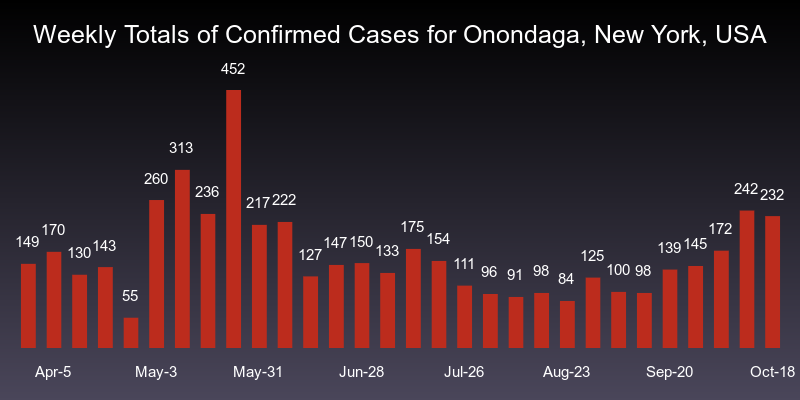 Weekly Totals of Confirmed Cases for Onondaga, New York, USA
149 170 130 143 55 260 313 236 452 217 222 127 147 150 133 175 154 111 96 91 98 84 125 100 98 139 145 172 242 232
Apr-5 May-3 May-31 Jun-28 Jul-26 Aug-23 Sep-20 Oct-18